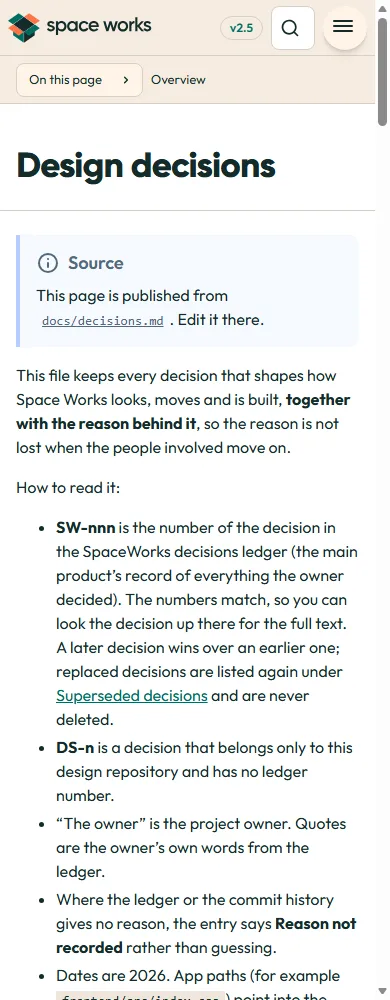 space works
v2.5
On this page
Overview
Design decisions
Source
This page is published from
docs/decisions.md . Edit it there.
This file keeps every decision that shapes how
Space Works looks, moves and is built, together
with the reason behind it, so the reason is not
lost when the people involved move on.
How to read it:
• SW-nnn is the number of the decision in
the SpaceWorks decisions ledger (the main
product’s record of everything the owner
decided). The numbers match, so you can
look the decision up there for the full text.
A later decision wins over an earlier one;
replaced decisions are listed again under
Superseded decisions and are never
deleted.
• DS-n is a decision that belongs only to this
design repository and has no ledger
number.
• “The owner” is the project owner. Quotes
are the owner’s own words from the
ledger.
• Where the ledger or the commit history
gives no reason, the entry says Reason not
recorded rather than guessing.
• Dates are 2026. App paths (for example
frontend/src/index.css ) point into the